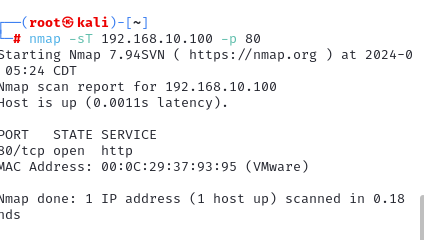 (root㉿kali)-[~]
# nmap -sT 192.168.10.100 -p 80
Starting Nmap 7.94SVN ( https://nmap.org ) at 2024-0
05:24 CDT
Nmap scan report for 192.168.10.100
Host is up (0.0011s latency).
PORT   STATE SERVICE
80/tcp open  http
MAC Address: 00:0C:29:37:93:95 (VMware)
Nmap done: 1 IP address (1 host up) scanned in 0.18
nds